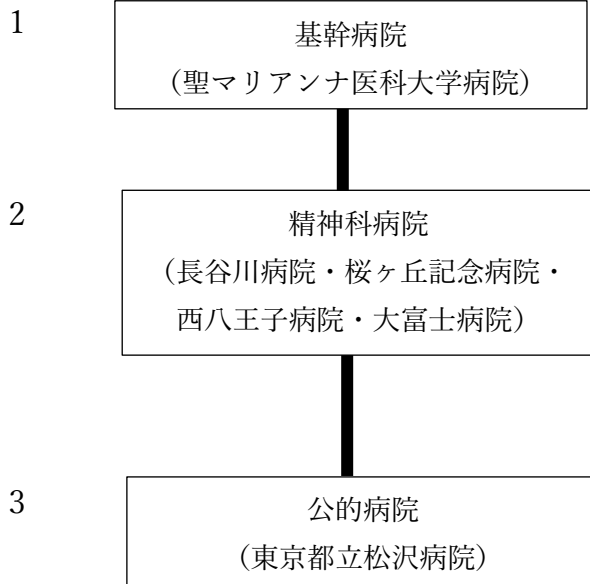 1
基幹病院
（聖マリアンナ医科大学病院）
2
精神科病院
（長谷川病院・桜ヶ丘記念病院・
西八王子病院・大富士病院）
3
公的病院
（東京都立松沢病院）